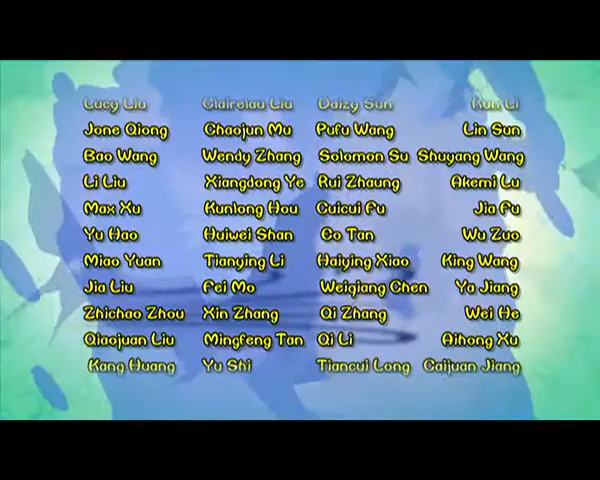 Lucy Liu Clairelau Liu Daizy Sun Kun Li
Jone Qiong Chaojun Mu Pufu Wang Lin Sun
Bao Wang Wendy Zhang Solomon Su Shuyang Wang
Li Liu Xiangdong Ye Rui Zhaung Akemi Lu
Max Xu Kunlong Hou Cuicui Fu Jia Fu
Yu Hao Huiwei Shan Bo Tan Wu Zuo
Miao Yuan Tianying Li Haiying Xiao King Wang
Jia Liu Fei Mo Weiqiang Chen Ya Jiang
Zhichao Zhou Xin Zhang Qi Zhang Wei He
Qiaojuan Liu Mingfeng Tan Qi Li Aihong Xu
Kang Huang Yu Shi Tiancui Long Caijuan Jiang